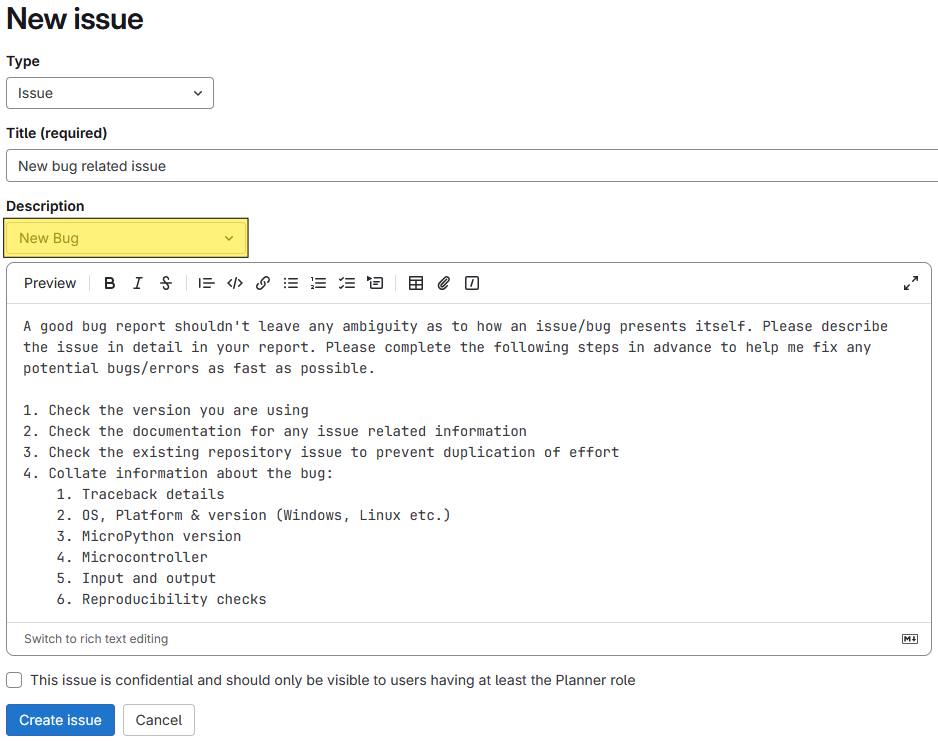 New issue
Type
Issue
Title (required)
New bug related issue
Description
New Bug
Preview B I S
A good bug report shouldn't leave any ambiguity as to how an issue/bug presents itself. Please describe
the issue in detail in your report. Please complete the following steps in advance to help me fix any
potential bugs/errors as fast as possible.
1. Check the version you are using
2. Check the documentation for any issue related information
3. Check the existing repository issue to prevent duplication of effort
4. Collate information about the bug:
1. Traceback details
2. OS, Platform & version (Windows, Linux etc.)
3. MicroPython version
4. Microcontroller
5. Input and output
6. Reproducibility checks
Switch to rich text editing
This issue is confidential and should only be visible to users having at least the Planner role
Create issue Cancel